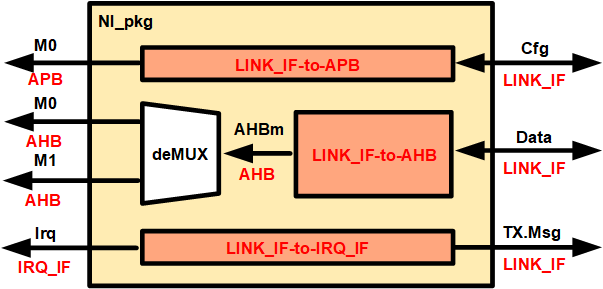 NI_pkg
M0
APB
LINK_IF-to-APB
Cfg
LINK_IF
M0
AHB
M1
AHB
deMUX
AHBm
AHB
LINK_IF-to-AHB
Data
LINK_IF
Irq
IRQ_IF
LINK_IF-to-IRQ_IF
TX.Msg
LINK_IF